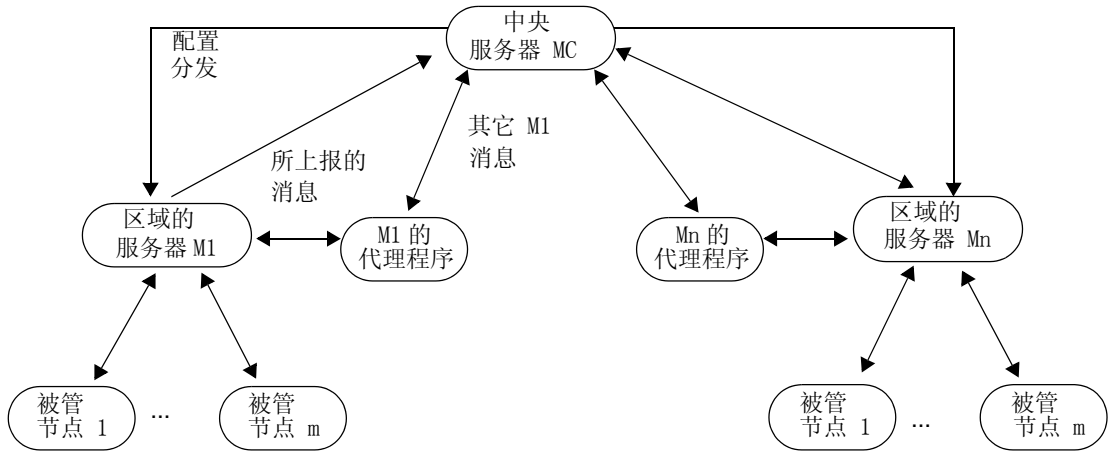 中央
服务器 MC
配置
分发
其它 M1
消息
所上报的
消息
区域的
服务器 M1
M1 的
代理程序
Mn 的
代理程序
区域的
服务器 Mn
被管
节点 1
...
被管
节点 m
被管
节点 1
...
被管
节点 m